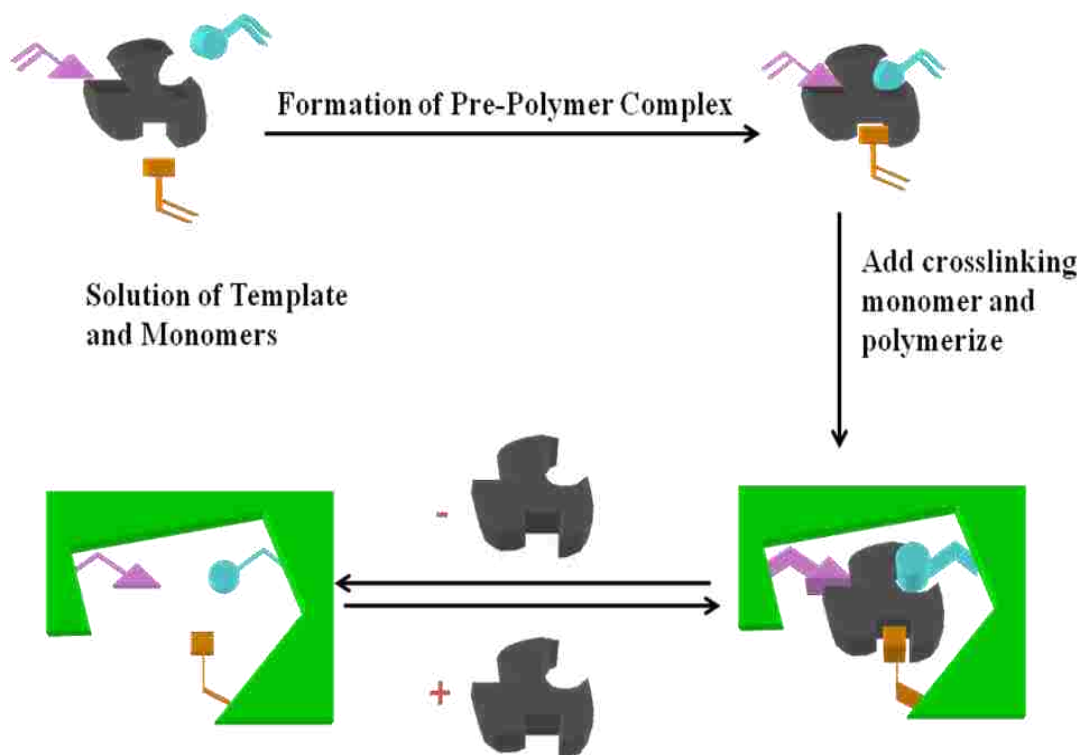 Formation of Pre-Polymer Complex
Solution of Template
and Monomers
Add crosslinking
monomer and
polymerize
-
+